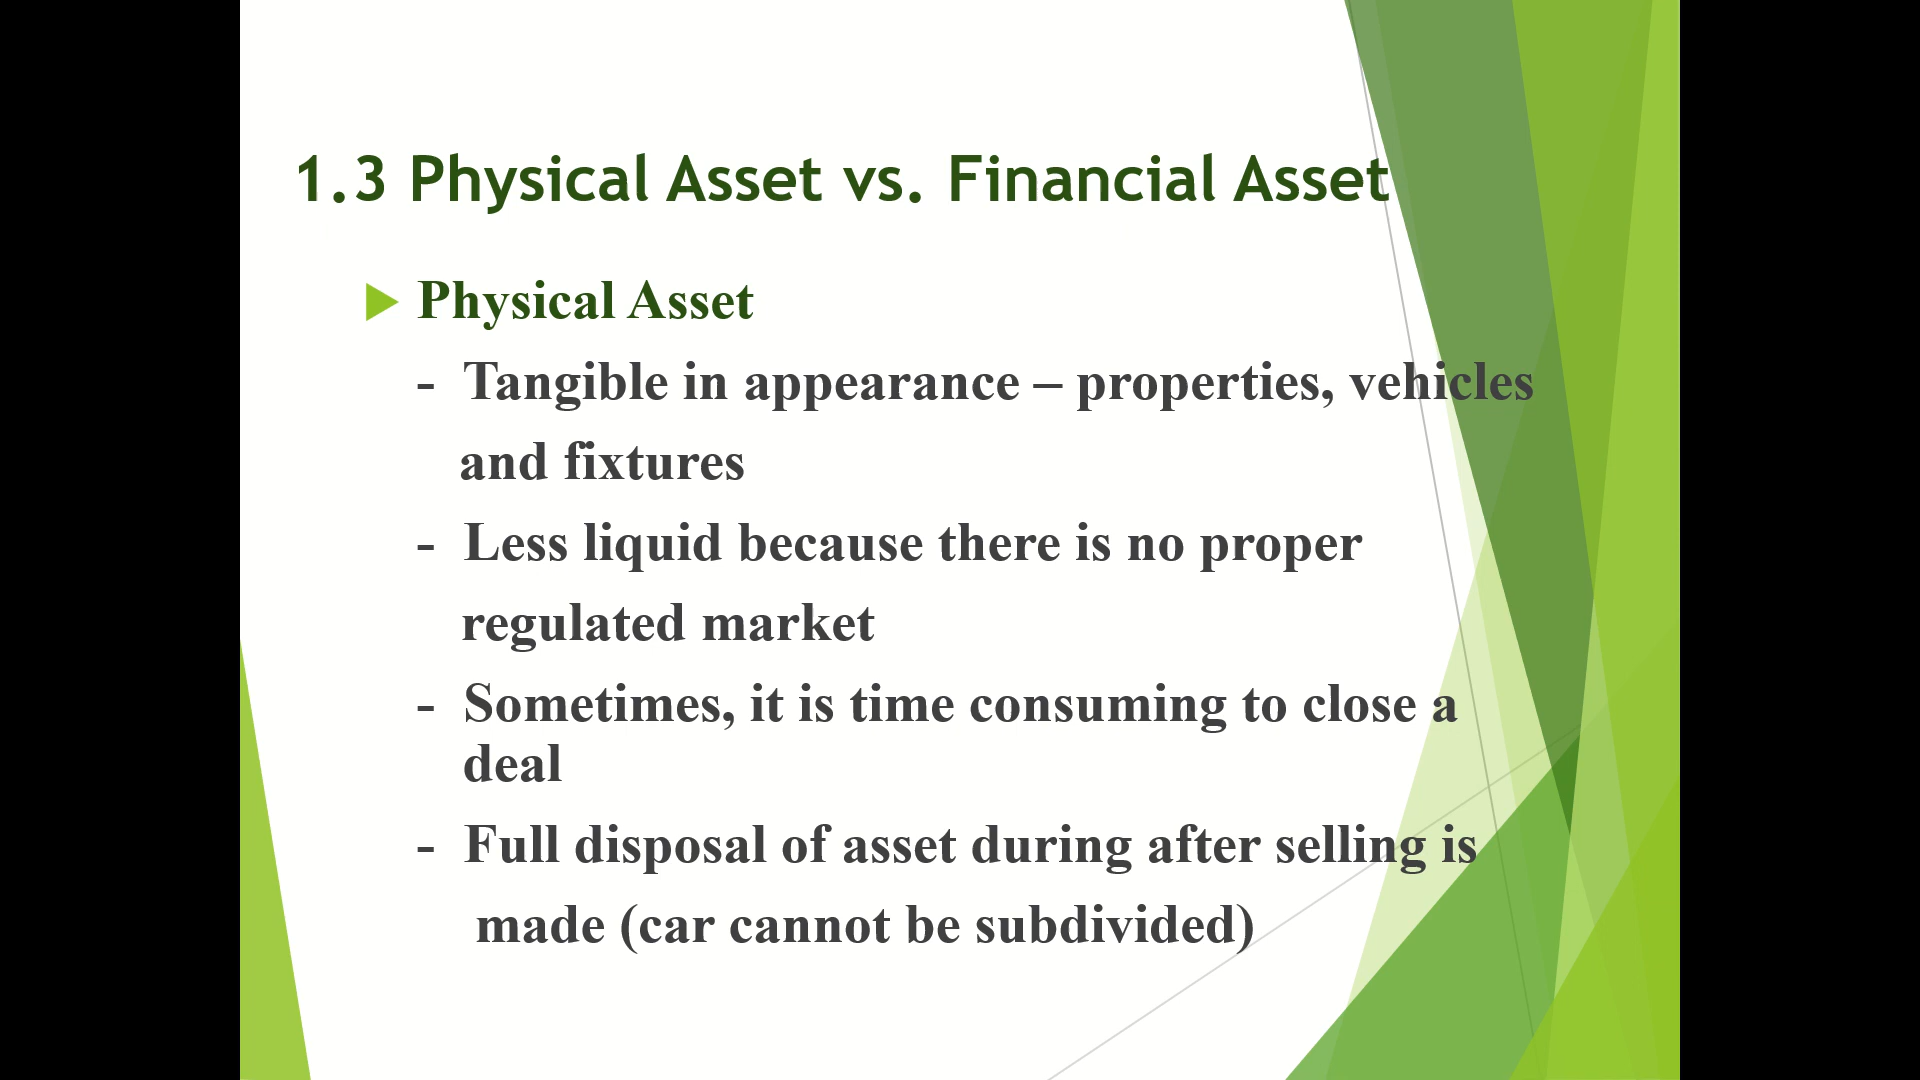 1.3 Physical Asset vs. Financial Asset
Physical Asset
- Tangible in appearance – properties, vehicles
and fixtures
- Less liquid because there is no proper
regulated market
- Sometimes, it is time consuming to close a
deal
- Full disposal of asset during after selling is
made (car cannot be subdivided)